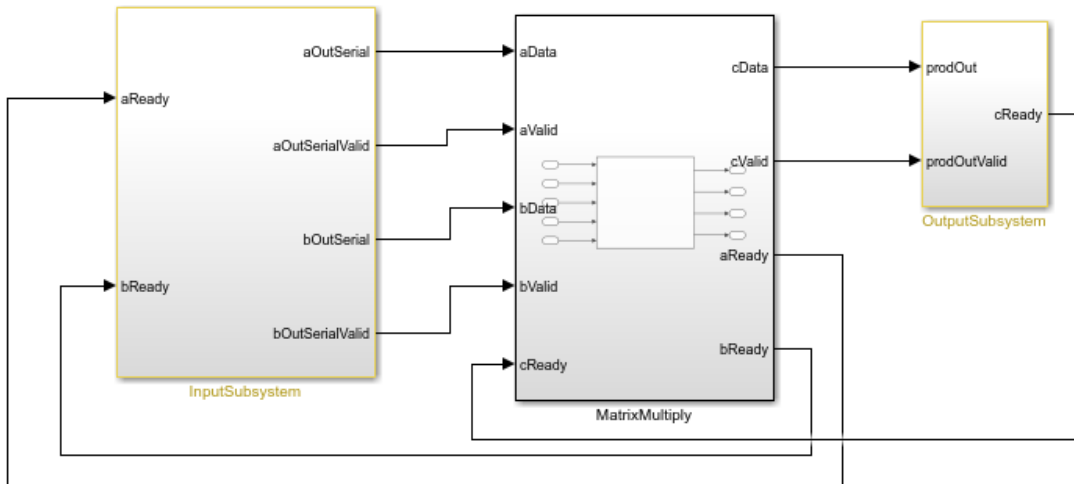 aReady
bReady
aOutSerial
aOutSerialValid
bOutSerial
bOutSerialValid
InputSubsystem
aData
aValid
bData
bValid
cReady
cData
cValid
aReady
bReady
MatrixMultiply
prodOut
prodOutValid
cReady
OutputSubsystem